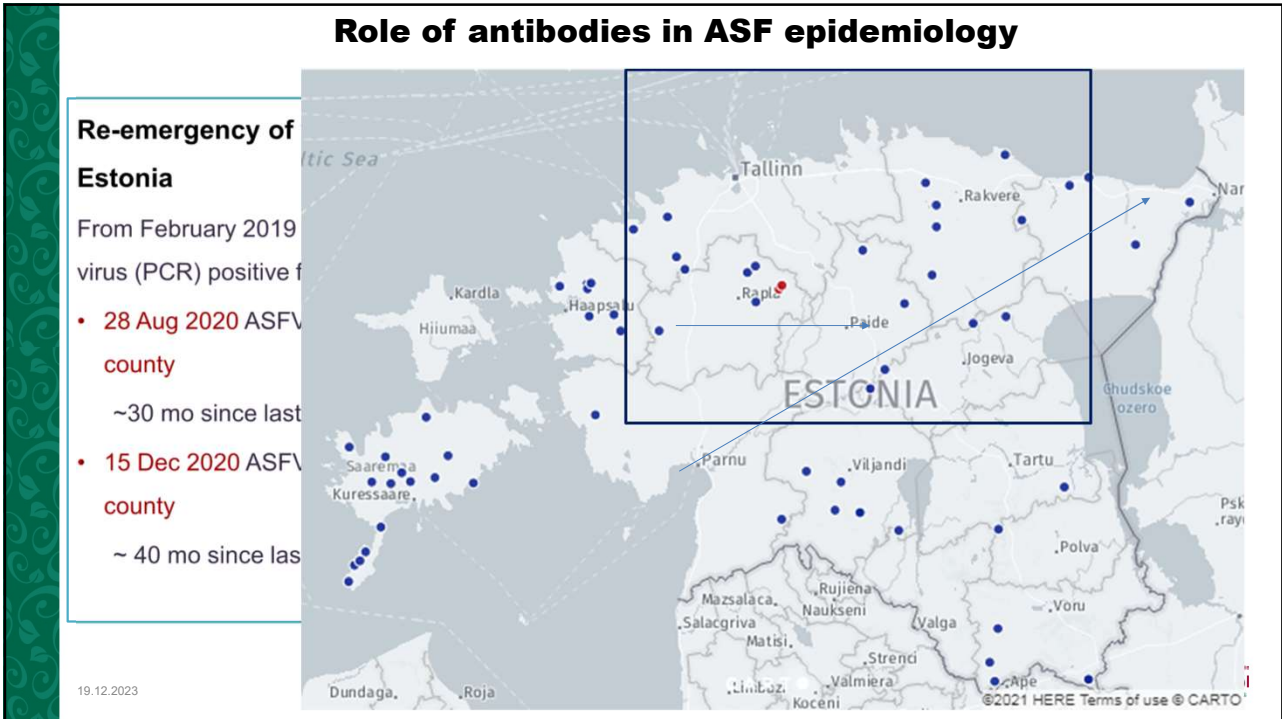 Role of antibodies in ASF epidemiology
Re-emergency of
Estonia
From February 2019
virus (PCR) positive f
• 28 Aug 2020 ASFV
county
~30 mo since last
• 15 Dec 2020 ASFV
county
~ 40 mo since las
ltic Sea
Tallinn
Nar
Rakvere
Kardla
Haapsalu
Rapla
Hiiumaa
Paide
Jogeva
ESTONIA
Chudskoe
ozero
Saaremaa
Kuressaare
Parnu
Viljandi
Tartu
Psk
ray
Polva
Rujiena
Mazsalaca
Naukseni
Voru
Salacgriva
Valga
Matisi
Strenci
Ape
Limbazi
Valmiera
Dundaga
Roja
Koceni
©2021 HERE Terms of use © CARTO
19.12.2023